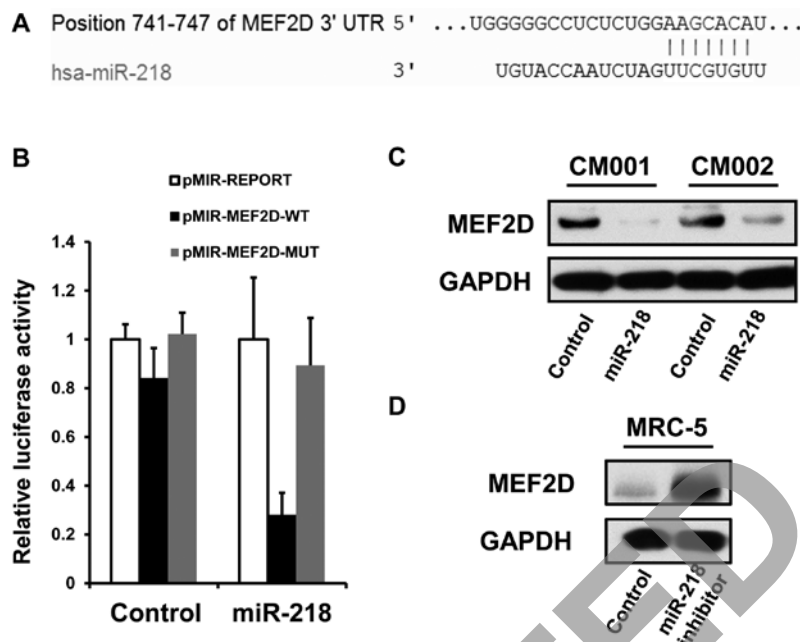 A
Position 741-747 of MEF2D 3' UTR 5' ...UGGGGGCCUCUCUGGAAGCACAU...
hsa-miR-218 3' UGUACCAAUCUAGUUCGUGUU
B
pMIR-REPORT
pMIR-MEF2D-WT
pMIR-MEF2D-MUT
Relative luciferase activity
1.4
1.2
1
0.8
0.6
0.4
0.2
0
Control miR-218
C
CM001 CM002
MEF2D
GAPDH
Control miR-218 Control miR-218
D
MRC-5
MEF2D
GAPDH
Control miR-218 inhibitor